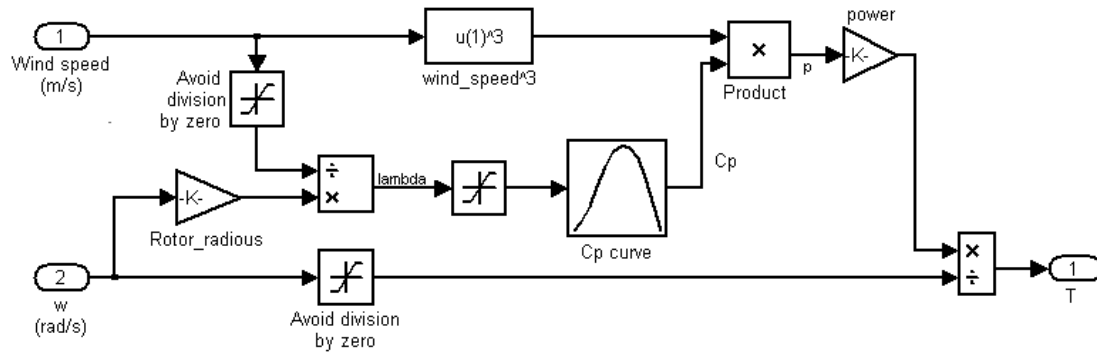 power
1
Wind speed
(m/s)
u(1)^3
wind_speed^3
×
Product
p
-K-
Avoid
division
by zero
÷
×
lambda
Cp
-K-
Rotor_radious
Cp curve
2
w
(rad/s)
Avoid division
by zero
×
÷
1
T